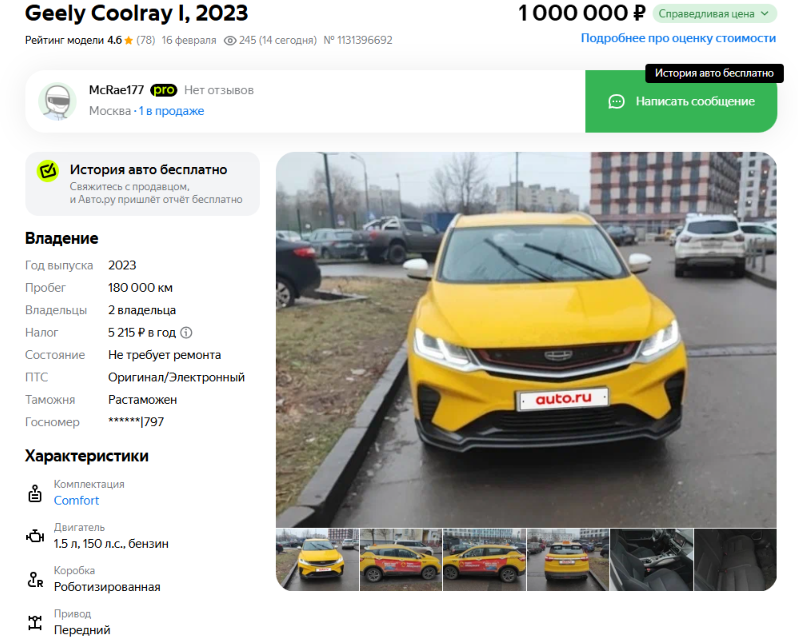 Geely Coolray I, 2023
1 000 000 ₽ Справедливая цена
Рейтинг модели 4.6 (78) 16 февраля 245 (14 сегодня) № 1131396692
Подробнее про оценку стоимости
История авто бесплатно
McRae177 pro Нет отзывов
Москва · 1 в продаже
Написать сообщение
История авто бесплатно
Свяжитесь с продавцом,
и Авто.ру пришлёт отчёт бесплатно
Владение
Год выпуска 2023
Пробег 180 000 км
Владельцы 2 владельца
Налог 5 215 ₽ в год
Состояние Не требует ремонта
ПТС Оригинал/Электронный
Таможня Растаможен
Госномер ******|797
Характеристики
Комплектация
Comfort
Двигатель
1.5 л, 150 л.с., бензин
Коробка
Роботизированная
Привод
Передний
auto.ru